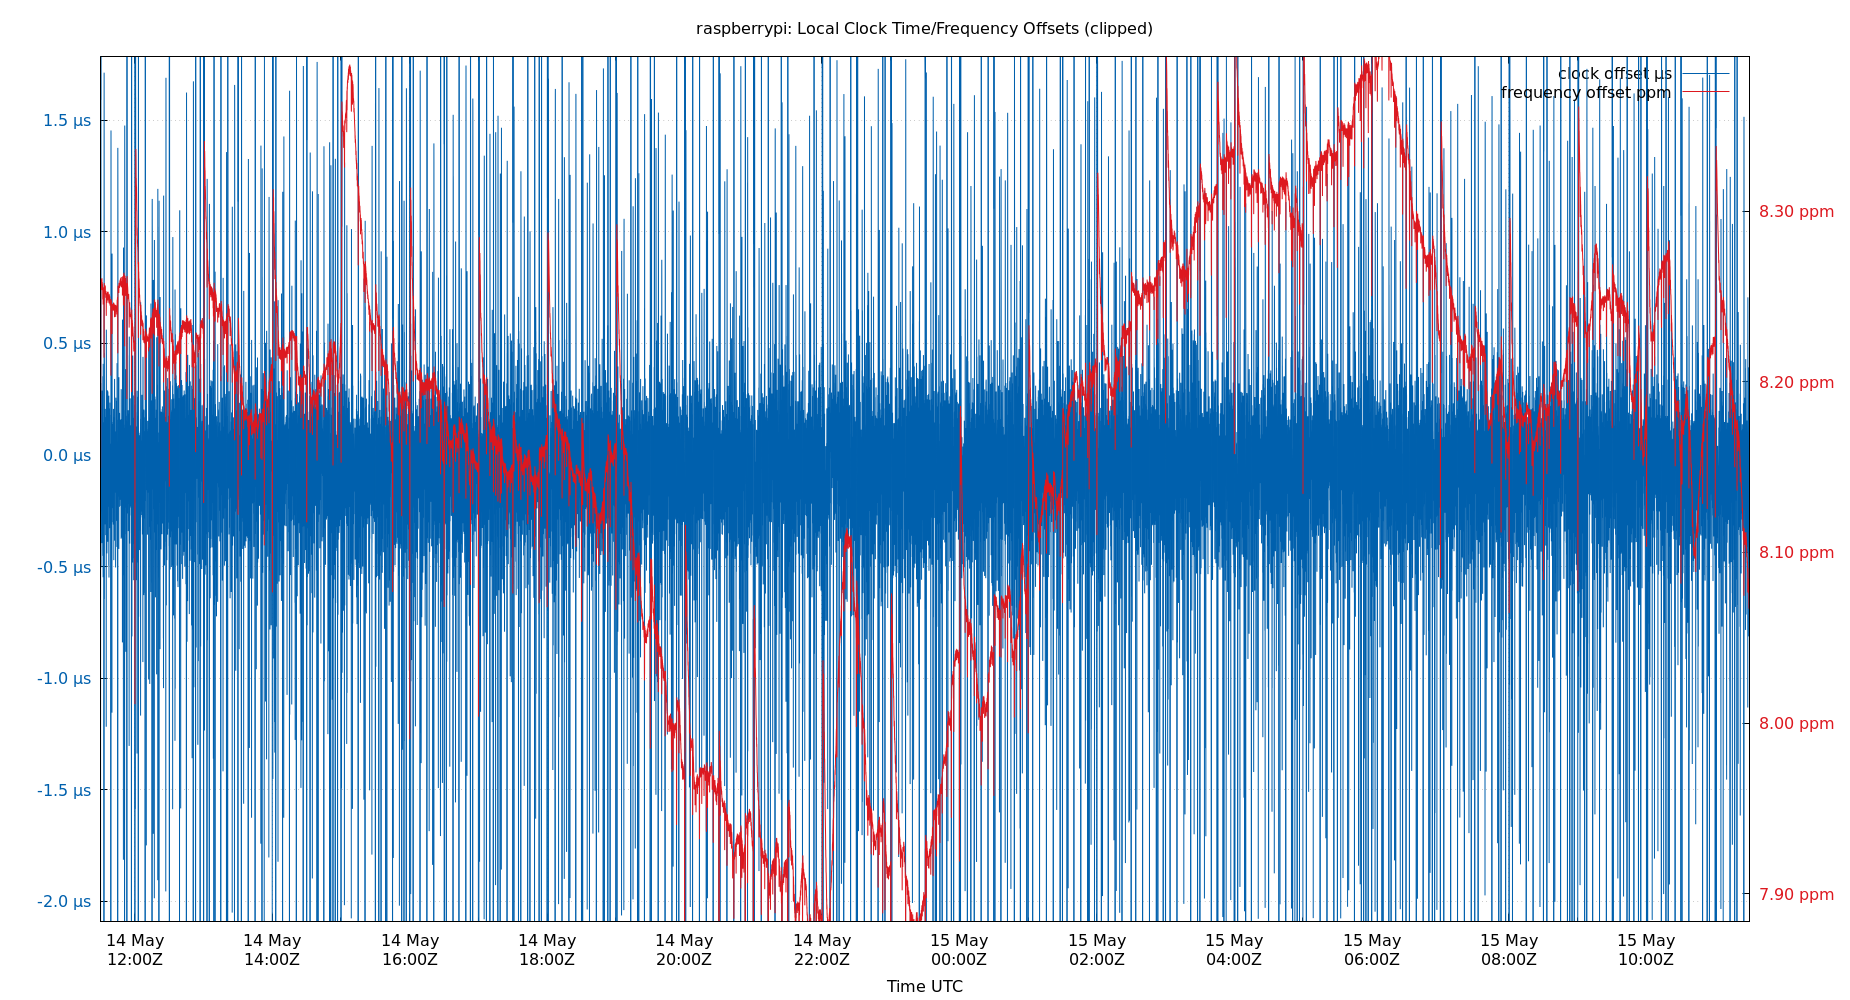 raspberrypi: Local Clock Time/Frequency Offsets (clipped)
clock offset µs
frequency offset ppm
1.5 µs
1.0 µs
0.5 µs
0.0 µs
-0.5 µs
-1.0 µs
-1.5 µs
-2.0 µs
8.30 ppm
8.20 ppm
8.10 ppm
8.00 ppm
7.90 ppm
14 May 14 May 14 May 14 May 14 May 14 May 15 May 15 May 15 May 15 May 15 May 15 May
12:00Z 14:00Z 16:00Z 18:00Z 20:00Z 22:00Z 00:00Z 02:00Z 04:00Z 06:00Z 08:00Z 10:00Z
Time UTC